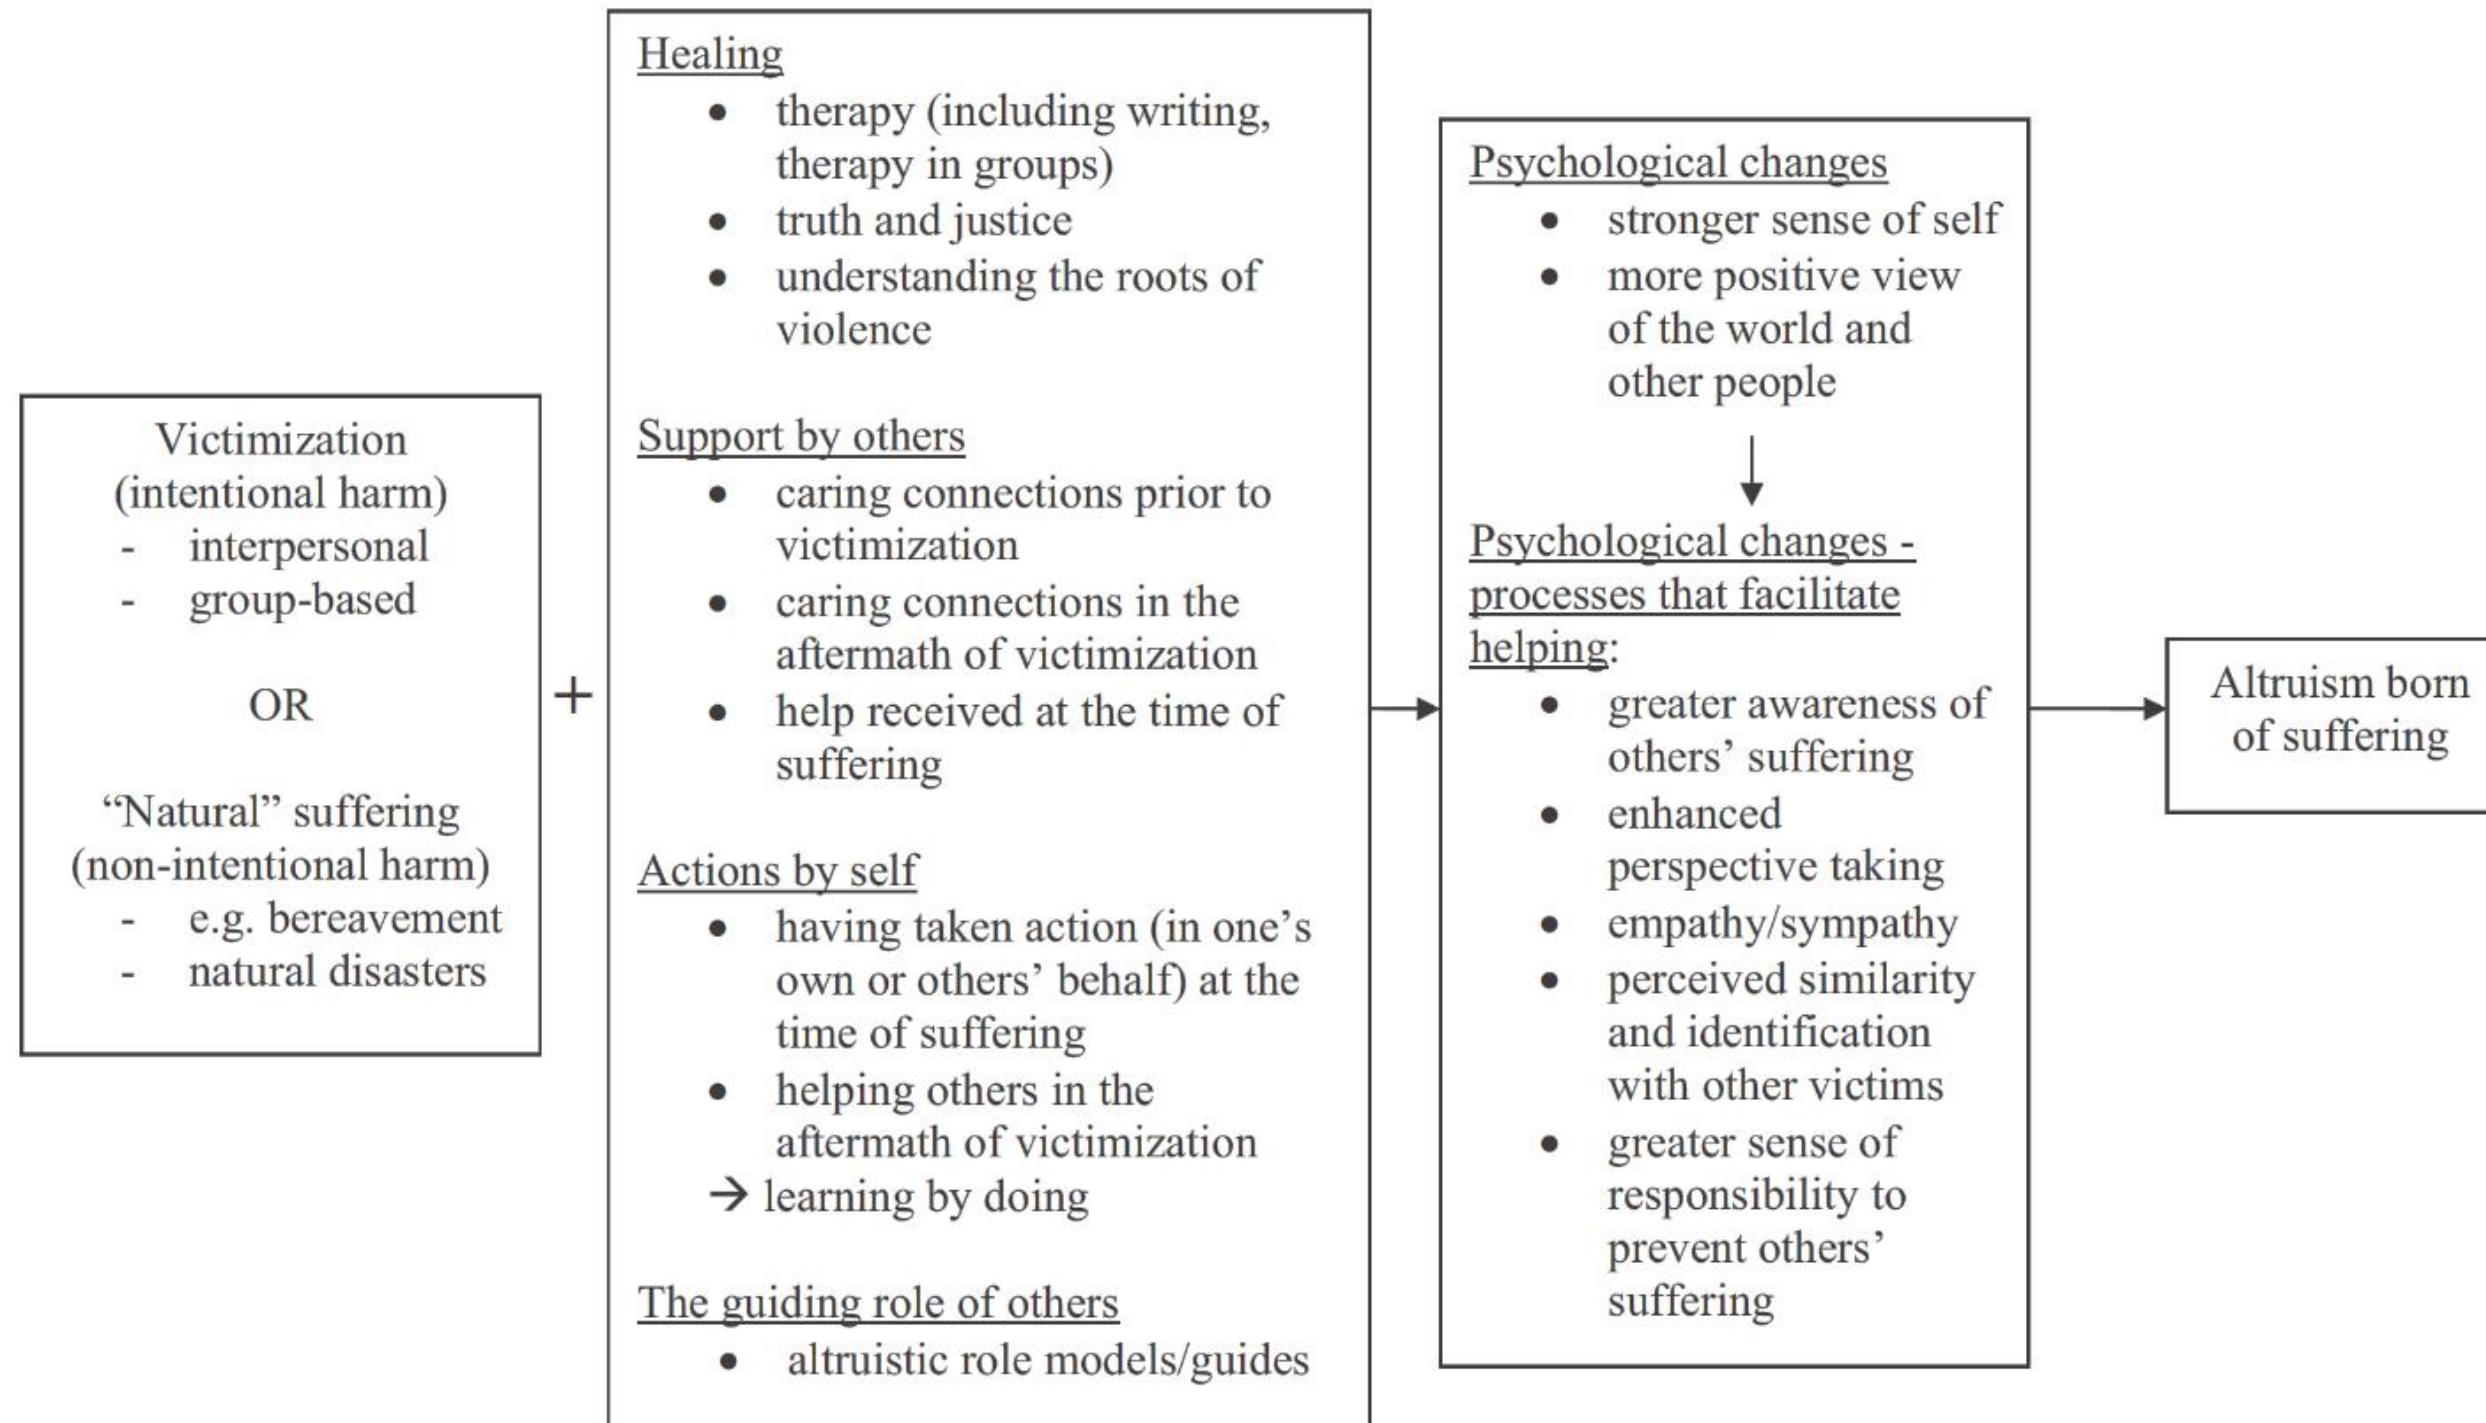 Victimization
(intentional harm)
- interpersonal
- group-based
OR
“Natural” suffering
(non-intentional harm)
- e.g. bereavement
- natural disasters
+
Healing
• therapy (including writing,
therapy in groups)
• truth and justice
• understanding the roots of
violence
Support by others
• caring connections prior to
victimization
• caring connections in the
aftermath of victimization
• help received at the time of
suffering
Actions by self
• having taken action (in one’s
own or others’ behalf) at the
time of suffering
• helping others in the
aftermath of victimization
→ learning by doing
The guiding role of others
• altruistic role models/guides
Psychological changes
• stronger sense of self
• more positive view
of the world and
other people
Psychological changes -
processes that facilitate
helping:
• greater awareness of
others’ suffering
• enhanced
perspective taking
• empathy/sympathy
• perceived similarity
and identification
with other victims
• greater sense of
responsibility to
prevent others’
suffering
Altruism born
of suffering